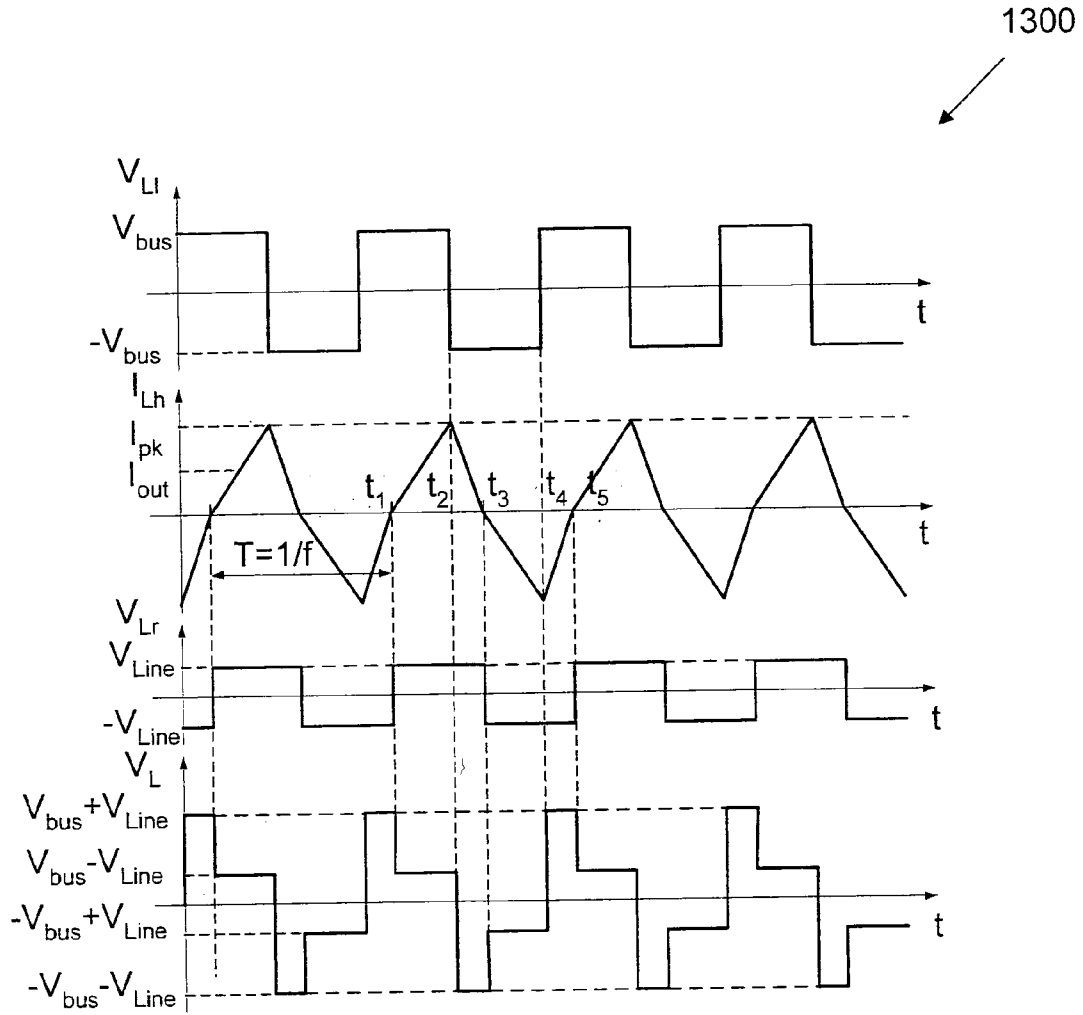 1300
V_LI
V_bus
t
-V_bus
I_Lh
I_pk
I_out
t_1 t_2 t_3 t_4 t_5
t
T=1/f
V_Lr
V_Line
-V_Line
t
V_L
V_bus+V_Line
V_bus-V_Line
-V_bus+V_Line
t
-V_bus-V_Line